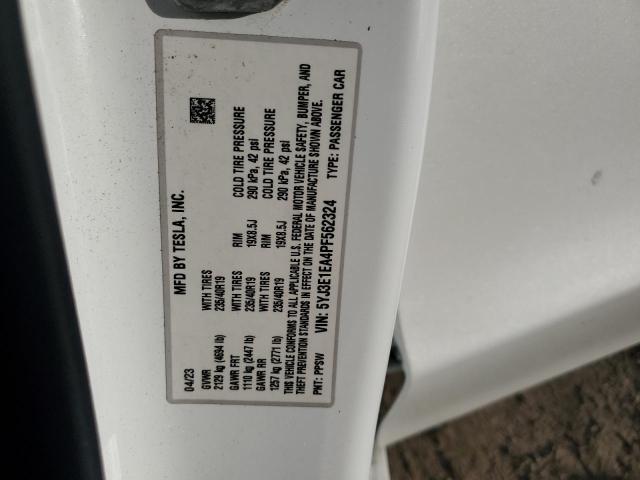 MFD BY TESLA, INC.
04/23
GVWR WITH TIRES RIM COLD TIRE PRESSURE
2129 kg (4694 lb) 235/40R19 19X8.5J 290 kPa, 42 psi
GAWR FRT WITH TIRES RIM COLD TIRE PRESSURE
1110 kg (2447 lb) 235/40R19 19X8.5J 290 kPa, 42 psi
GAWR RR
1257 kg (2771 lb) 235/40R19
THIS VEHICLE CONFORMS TO ALL APPLICABLE U.S. FEDERAL MOTOR VEHICLE SAFETY, BUMPER, AND
THEFT PREVENTION STANDARDS IN EFFECT ON THE DATE OF MANUFACTURE SHOWN ABOVE.
VIN: 5YJ3E1EA4PF562324 TYPE: PASSENGER CAR
PNT: PPSW